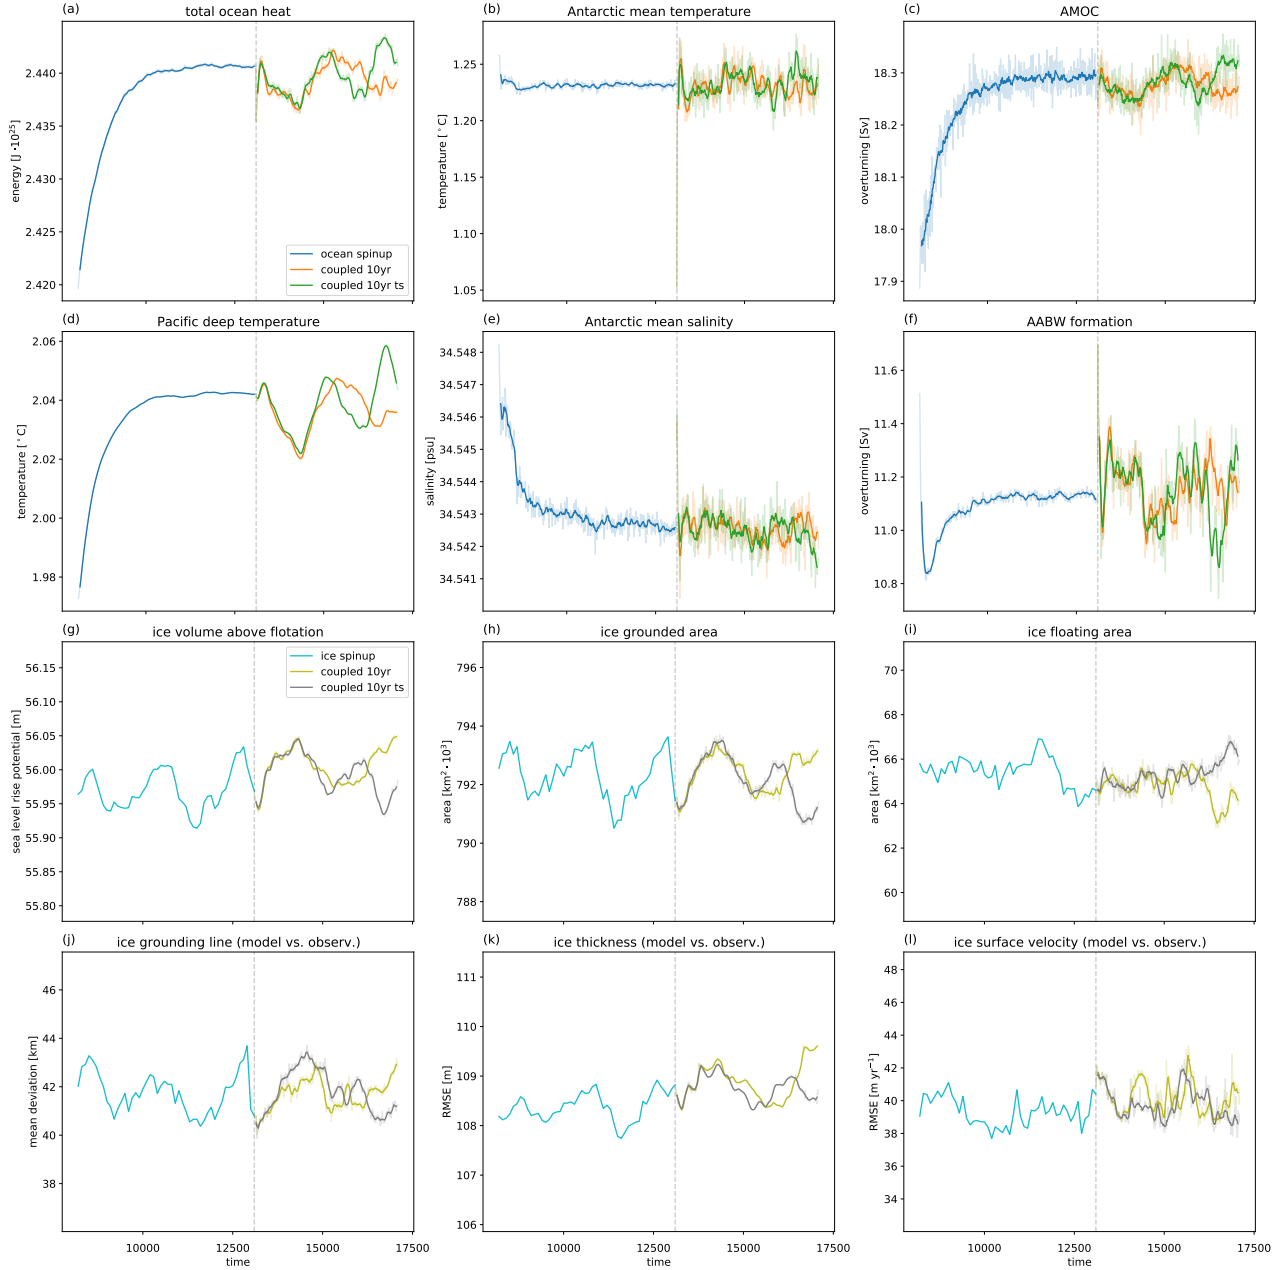 (a) total ocean heat
energy [J •10²⁵]
2.440
2.435
2.430
2.425
2.420
ocean spinup
coupled 10yr
coupled 10yr ts
(b) Antarctic mean temperature
temperature [°C]
1.25
1.20
1.15
1.10
1.05
(c) AMOC
overturning [Sv]
18.3
18.2
18.1
18.0
17.9
(d) Pacific deep temperature
temperature [°C]
2.06
2.04
2.02
2.00
1.98
(e) Antarctic mean salinity
salinity [psu]
34.548
34.547
34.546
34.545
34.544
34.543
34.542
34.541
(f) AABW formation
overturning [Sv]
11.6
11.4
11.2
11.0
10.8
(g) ice volume above flotation
sea level rise potential [m]
56.15
56.10
56.05
56.00
55.95
55.90
55.85
55.80
ice spinup
coupled 10yr
coupled 10yr ts
(h) ice grounded area
area [km² • 10³]
796
794
792
790
788
(i) ice floating area
area [km² • 10³]
70
68
66
64
62
60
(j) ice grounding line (model vs. observ.)
mean deviation [km]
46
44
42
40
38
10000 12500 15000 17500
time
(k) ice thickness (model vs. observ.)
RMSE [m]
111
110
109
108
107
106
10000 12500 15000 17500
time
(l) ice surface velocity (model vs. observ.)
RMSE [m yr⁻¹]
48
46
44
42
40
38
36
34
10000 12500 15000 17500
time